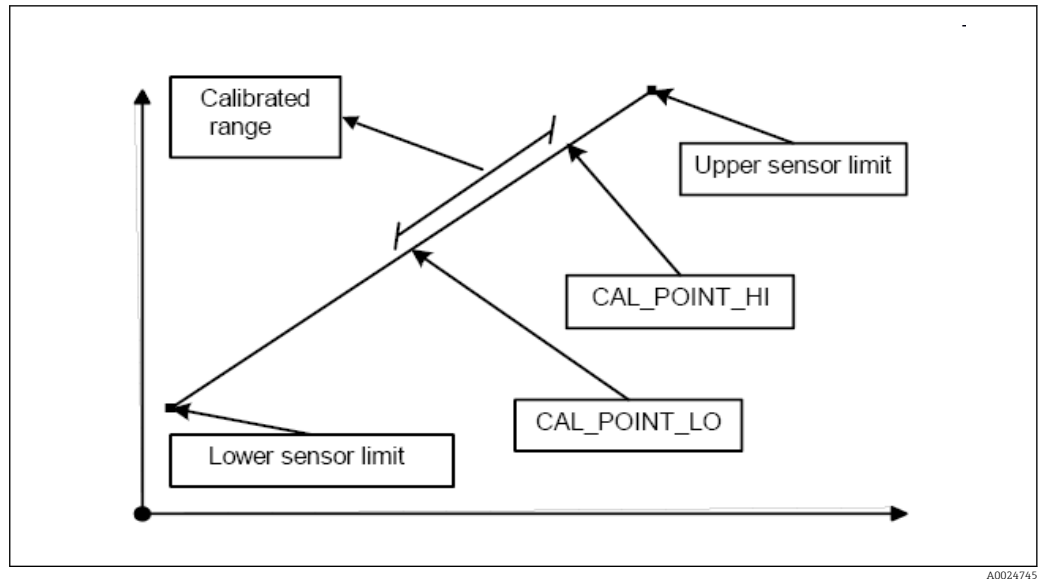 Calibrated
range
Upper sensor limit
CAL_POINT_HI
CAL_POINT_LO
Lower sensor limit
A0024745